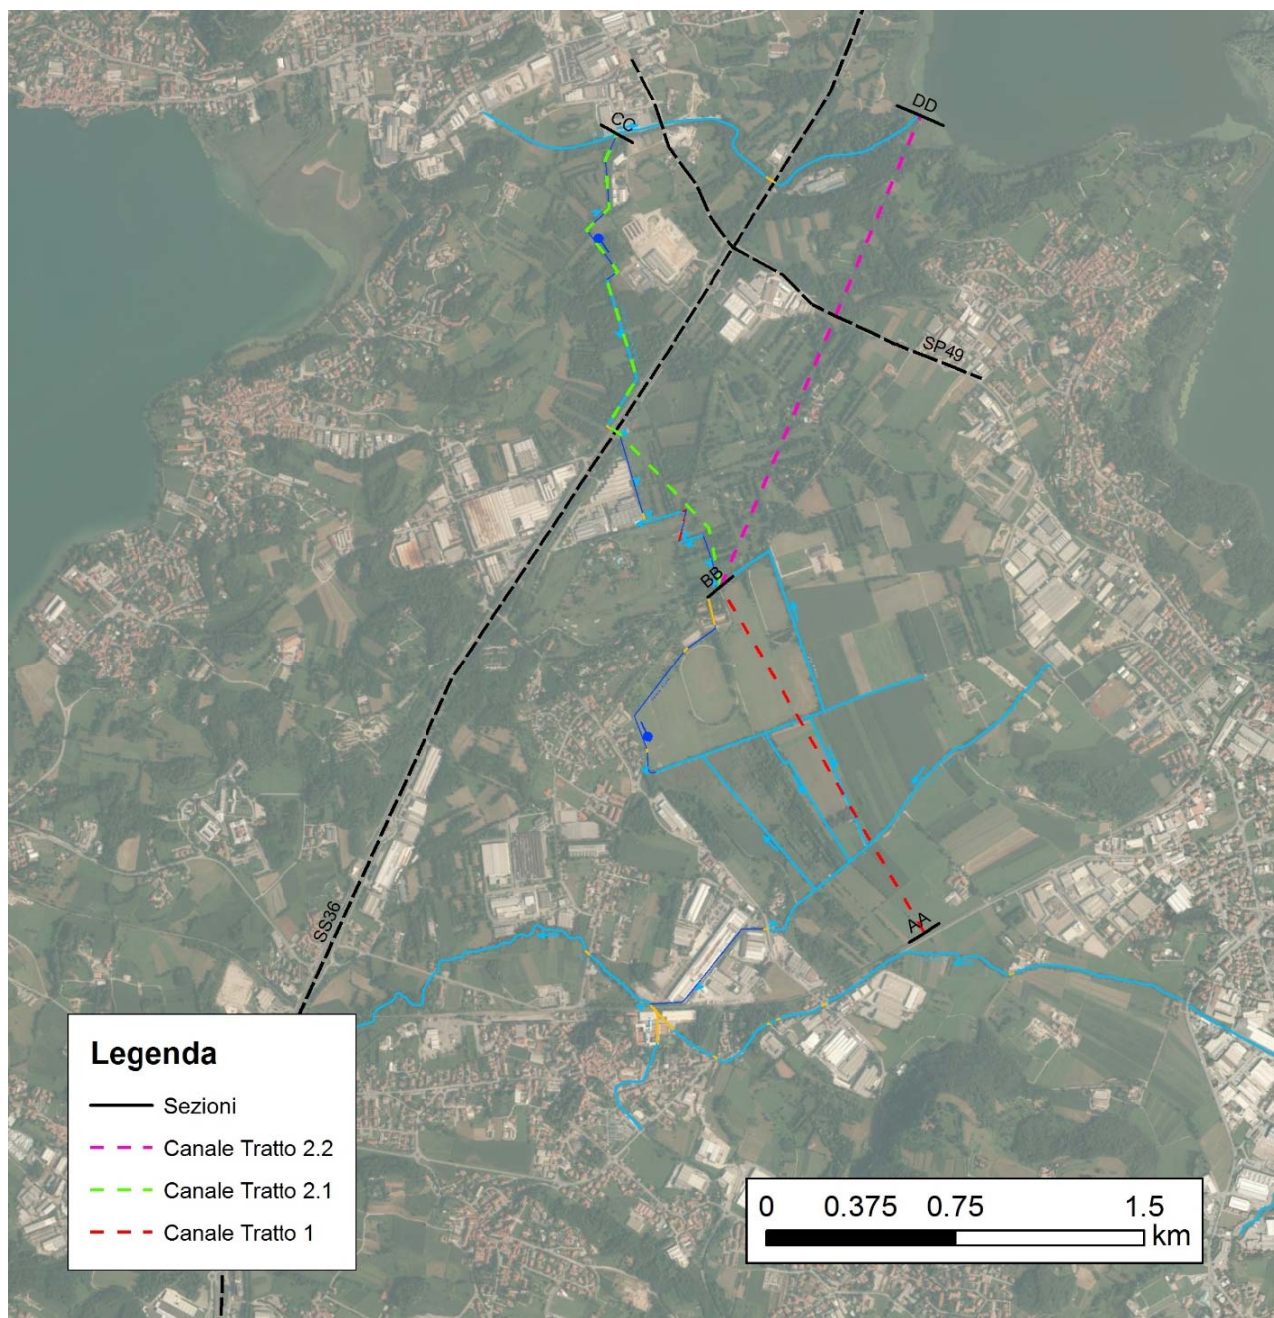 CC
DD
SP49
BB
AA
SS36
Legenda
Sezioni
Canale Tratto 2.2
Canale Tratto 2.1
Canale Tratto 1
0 0.375 0.75 1.5
km